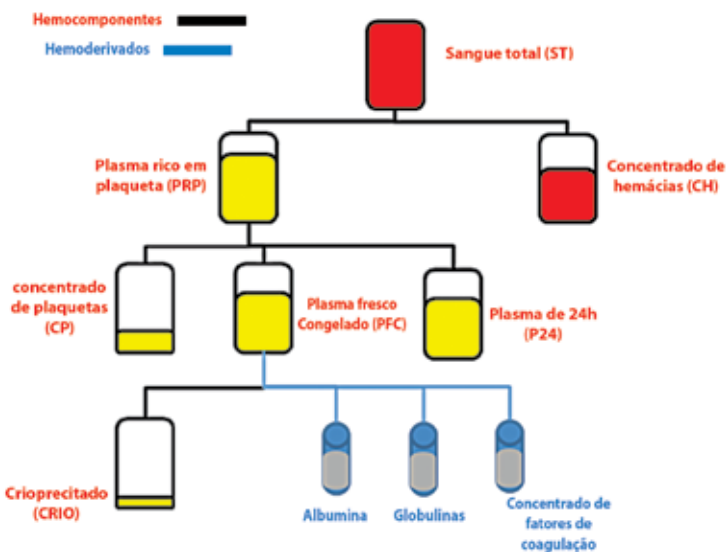 Hemocomponentes
Hemoderivados
Sangue total (ST)
Plasma rico em
plaqueta (PRP)
Concentrado de
hemácias (CH)
concentrado
de plaquetas
(CP)
Plasma fresco
Congelado (PFC)
Plasma de 24h
(P24)
Crioprecitado
(CRIO)
Albumina
Globulinas
Concentrado de
fatores de
coagulação